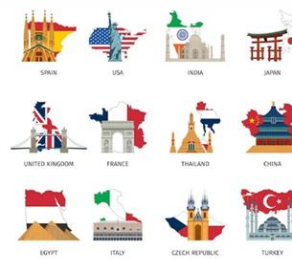 SPAIN
USA
INDIA
JAPAN
UNITED KINGDOM
FRANCE
THAILAND
CHINA
EGYPT
ITALY
CZECH REPUBLIC
TURKEY